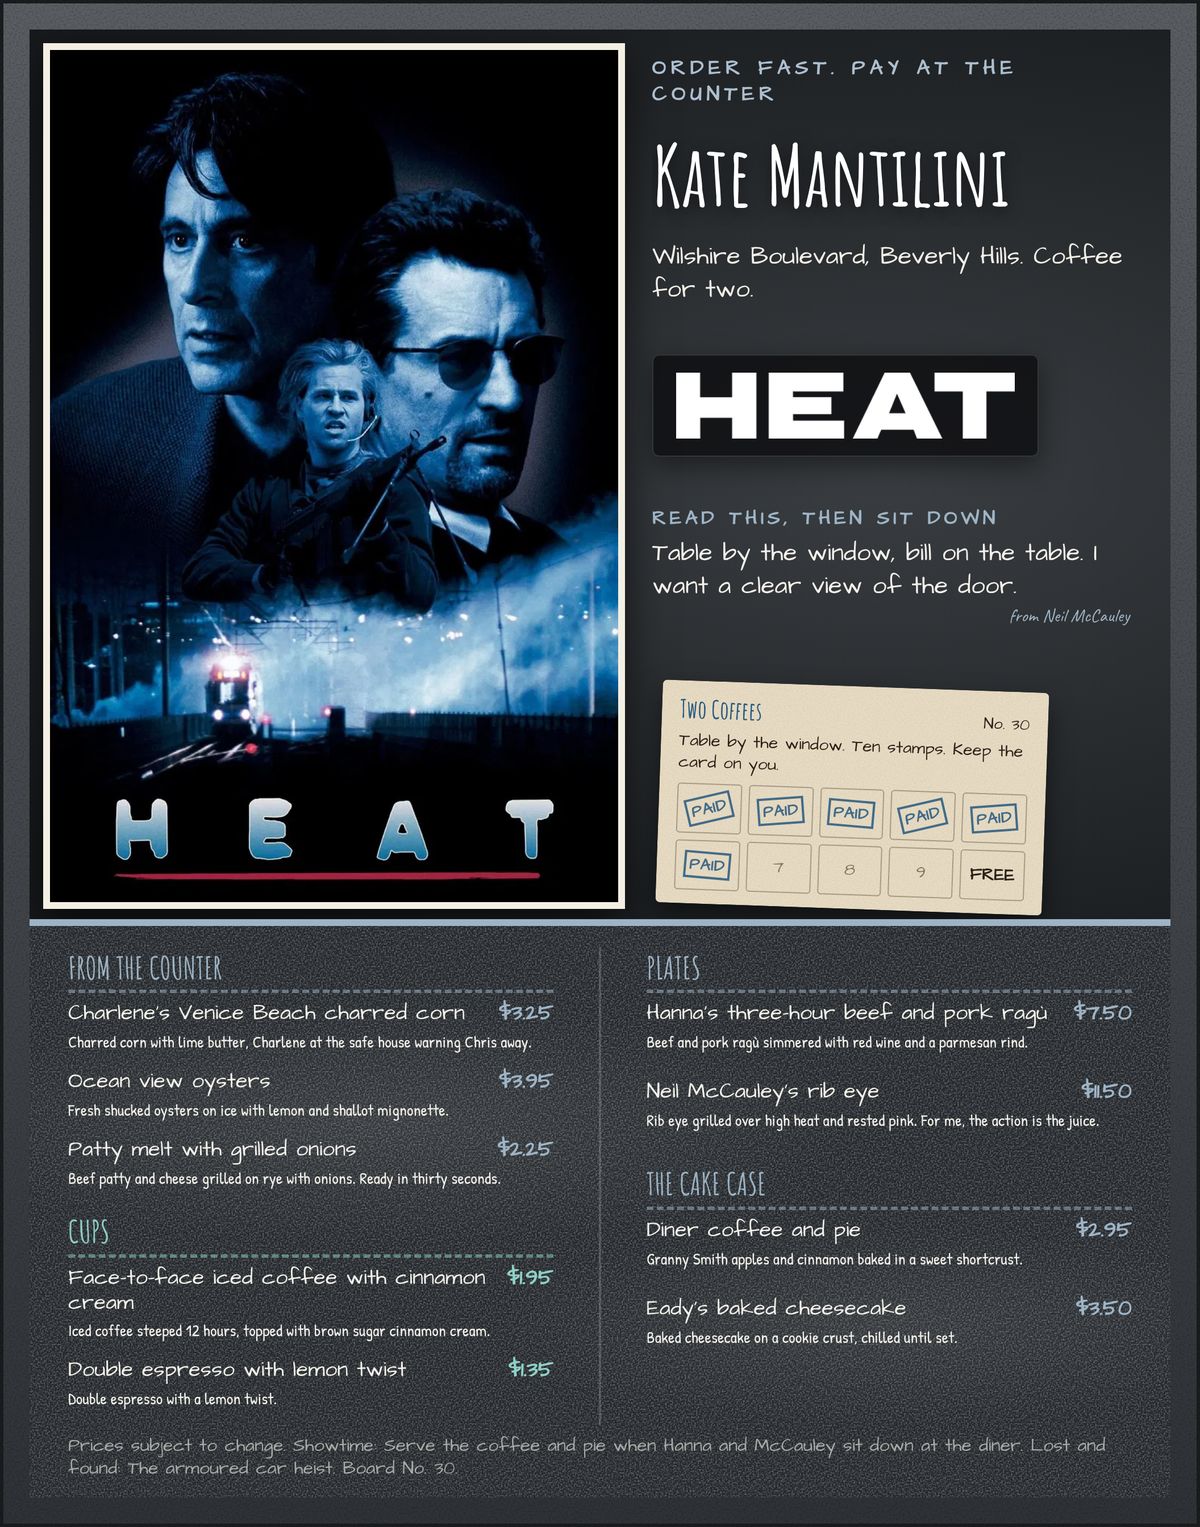 ORDER FAST. PAY AT THE
COUNTER
KATE MANTILINI
Wilshire Boulevard, Beverly Hills. Coffee
for two.
HEAT
READ THIS, THEN SIT DOWN
Table by the window, bill on the table. I
want a clear view of the door.
from Neil McCauley
TWO COFFEES
No. 30
Table by the window. Ten stamps. Keep the
card on you.
PAID PAID PAID PAID PAID
PAID 7 8 9 FREE
HEAT
FROM THE COUNTER
Charlene's Venice Beach charred corn $3.25
Charred corn with lime butter, Charlene at the safe house warning Chris away.
Ocean view oysters $3.95
Fresh shucked oysters on ice with lemon and shallot mignonette.
Patty melt with grilled onions $2.25
Beef patty and cheese grilled on rye with onions. Ready in thirty seconds.
CUPS
Face-to-face iced coffee with cinnamon $1.95
cream
Iced coffee steeped 12 hours, topped with brown sugar cinnamon cream.
Double espresso with lemon twist $1.35
Double espresso with a lemon twist.
PLATES
Hanna's three-hour beef and pork ragù $7.50
Beef and pork ragù simmered with red wine and a parmesan rind.
Neil McCauley's rib eye $11.50
Rib eye grilled over high heat and rested pink. For me, the action is the juice.
THE CAKE CASE
Diner coffee and pie $2.95
Granny Smith apples and cinnamon baked in a sweet shortcrust.
Eady's baked cheesecake $3.50
Baked cheesecake on a cookie crust, chilled until set.
Prices subject to change. Showtime: Serve the coffee and pie when Hanna and McCauley sit down at the diner. Lost and
found: The armoured car heist. Board No. 30.